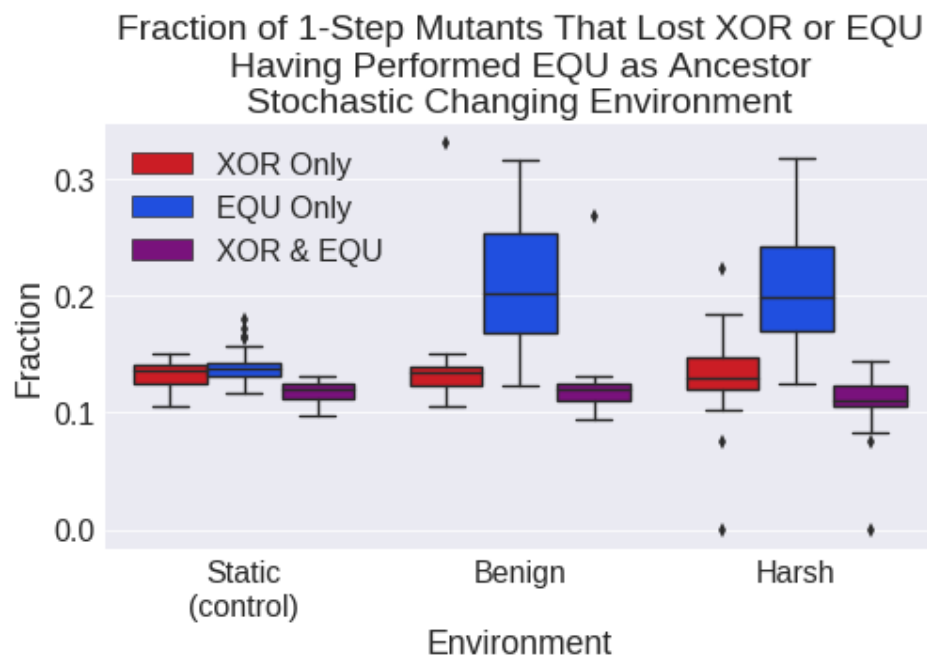 Fraction of 1-Step Mutants That Lost XOR or EQU
Having Performed EQU as Ancestor
Stochastic Changing Environment
XOR Only
EQU Only
XOR & EQU
Fraction
0.3
0.2
0.1
0.0
Static
(control)
Benign
Harsh
Environment